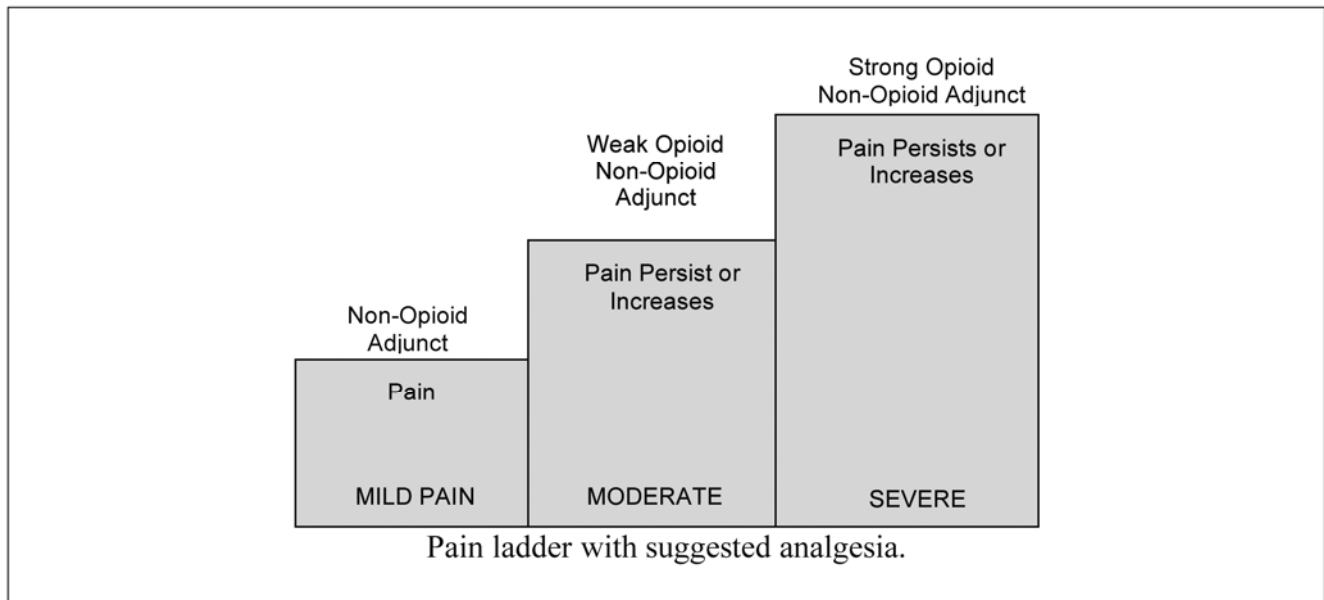 Non-Opioid
Adjunct
Pain
MILD PAIN
Weak Opioid
Non-Opioid
Adjunct
Pain Persist or
Increases
MODERATE
Strong Opioid
Non-Opioid Adjunct
Pain Persists or
Increases
SEVERE
Pain ladder with suggested analgesia.